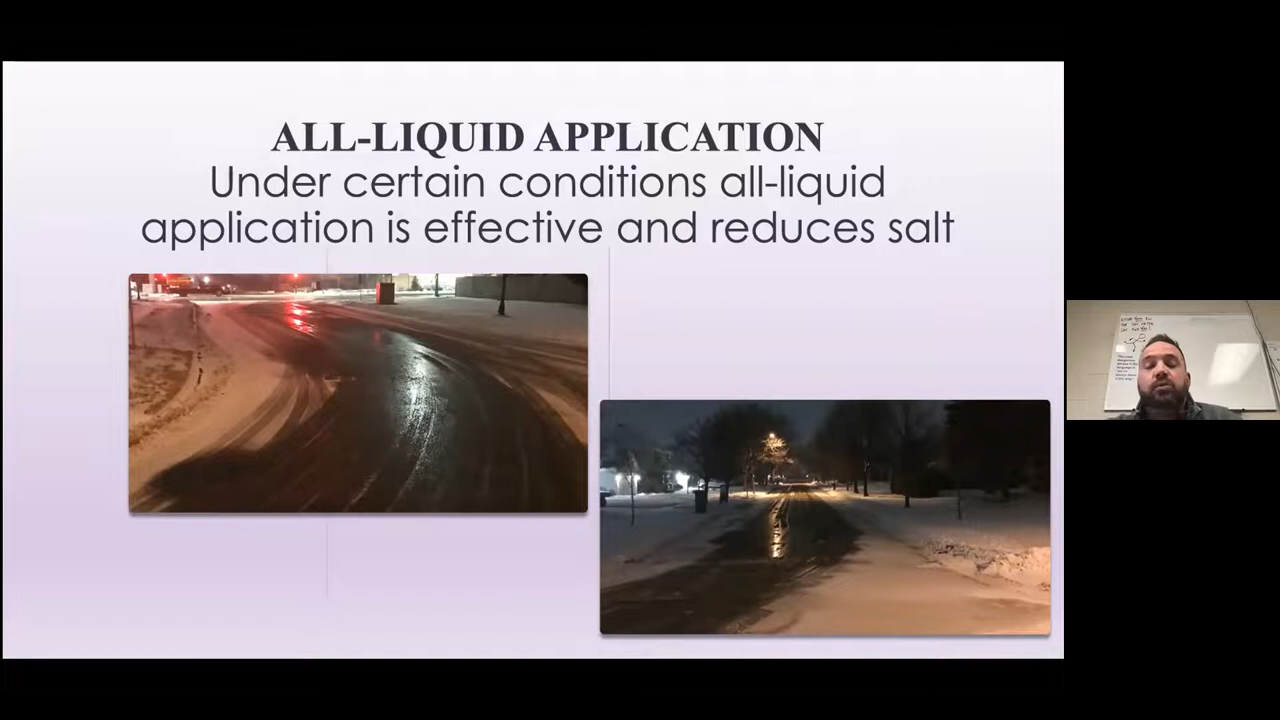 ALL-LIQUID APPLICATION
Under certain conditions all-liquid
application is effective and reduces salt